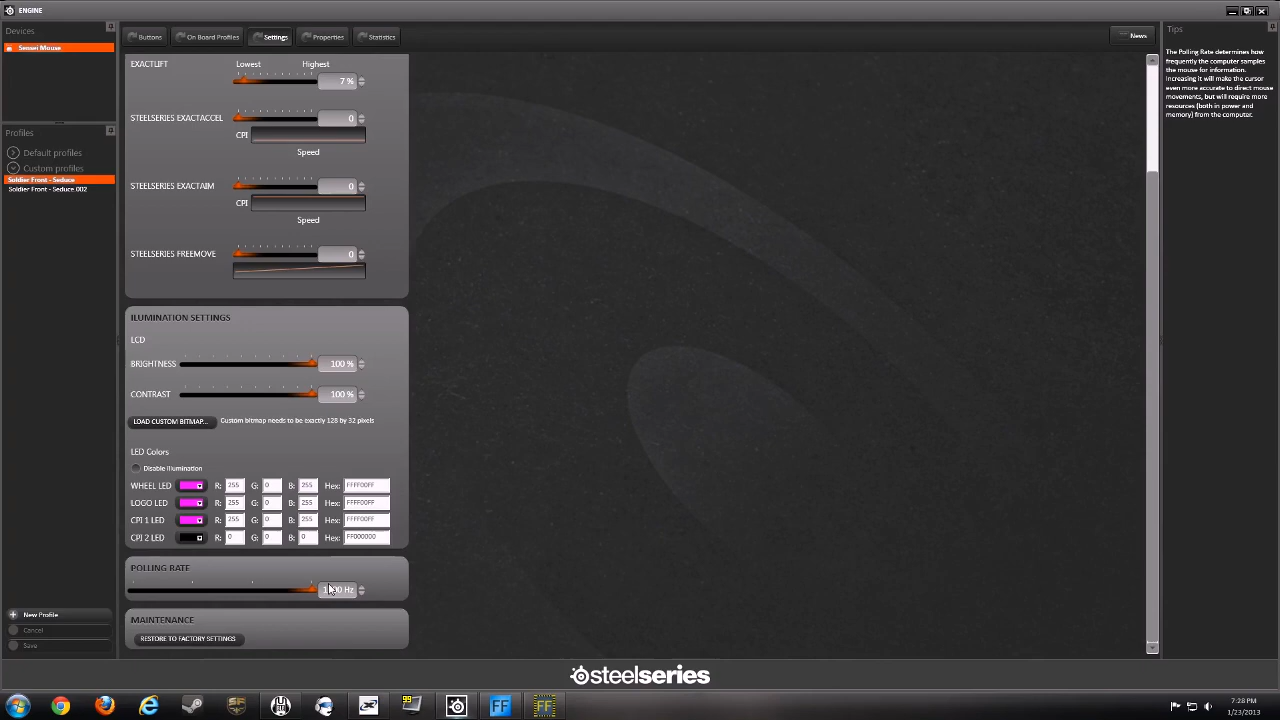 ENGINE
Devices
Sensei Mouse
Profiles
Default profiles
Custom profiles
Soldier Front - Seduce
Soldier Front - Seduce.002
New Profile
Cancel
Save
Buttons
On Board Profiles
Settings
Properties
Statistics
News
EXACTLIFT
Lowest
Highest
7 %
STEELSERIES EXACTACCEL
0
CPI
Speed
STEELSERIES EXACTAIM
0
CPI
Speed
STEELSERIES FREEMOVE
0
ILUMINATION SETTINGS
LCD
BRIGHTNESS
100 %
CONTRAST
100 %
LOAD CUSTOM BITMAP...
Custom bitmap needs to be exactly 128 by 32 pixels
LED Colors
Disable Illumination
WHEEL LED R: 255 G: 0 B: 255 Hex: FFFF00FF
LOGO LED R: 255 G: 0 B: 255 Hex: FFFF00FF
CPI 1 LED R: 255 G: 0 B: 255 Hex: FFFF00FF
CPI 2 LED R: 0 G: 0 B: 0 Hex: FF000000
POLLING RATE
Hz
MAINTENANCE
RESTORE TO FACTORY SETTINGS
Tips
The Polling Rate determines how
frequently the computer samples
the mouse for information.
Increasing it will make the cursor
even more accurate to direct mouse
movements, but will require more
resources (both in power and
memory) from the computer.
steelseries
99
FF
FF
7:28 PM
1/23/2013